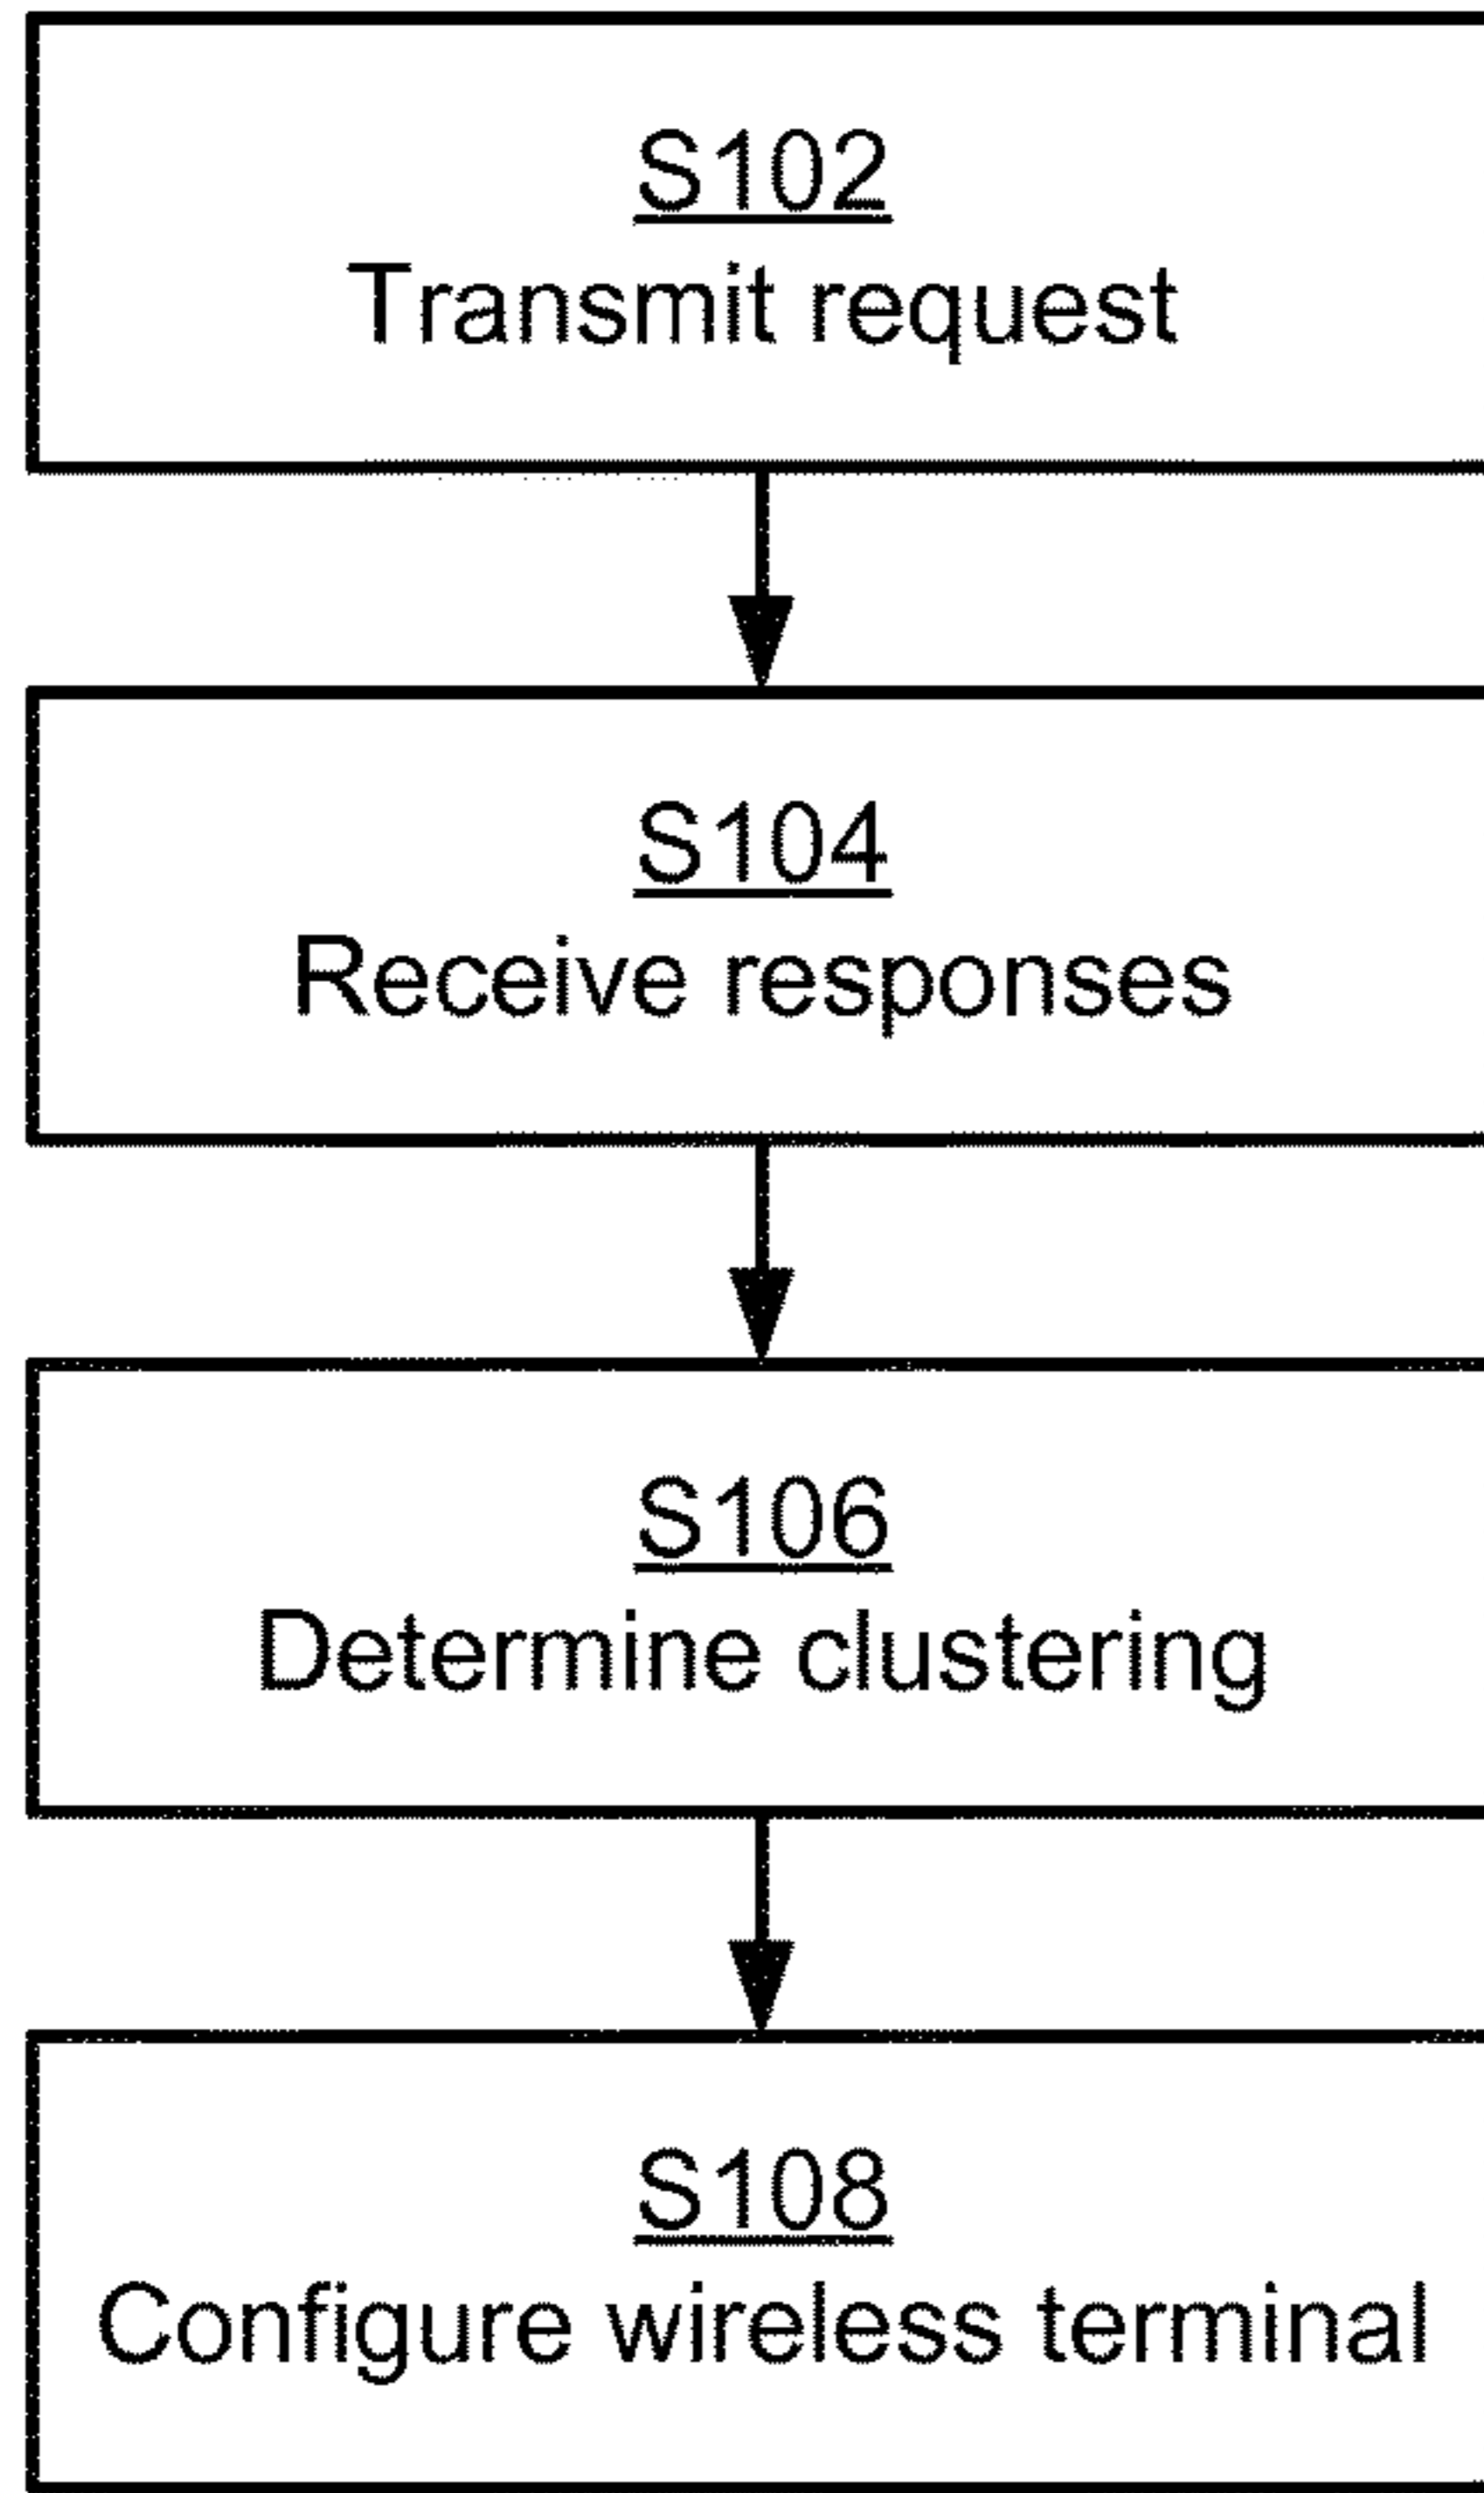 S102
Transmit request
S104
Receive responses
S106
Determine clustering
S108
Configure wireless terminal